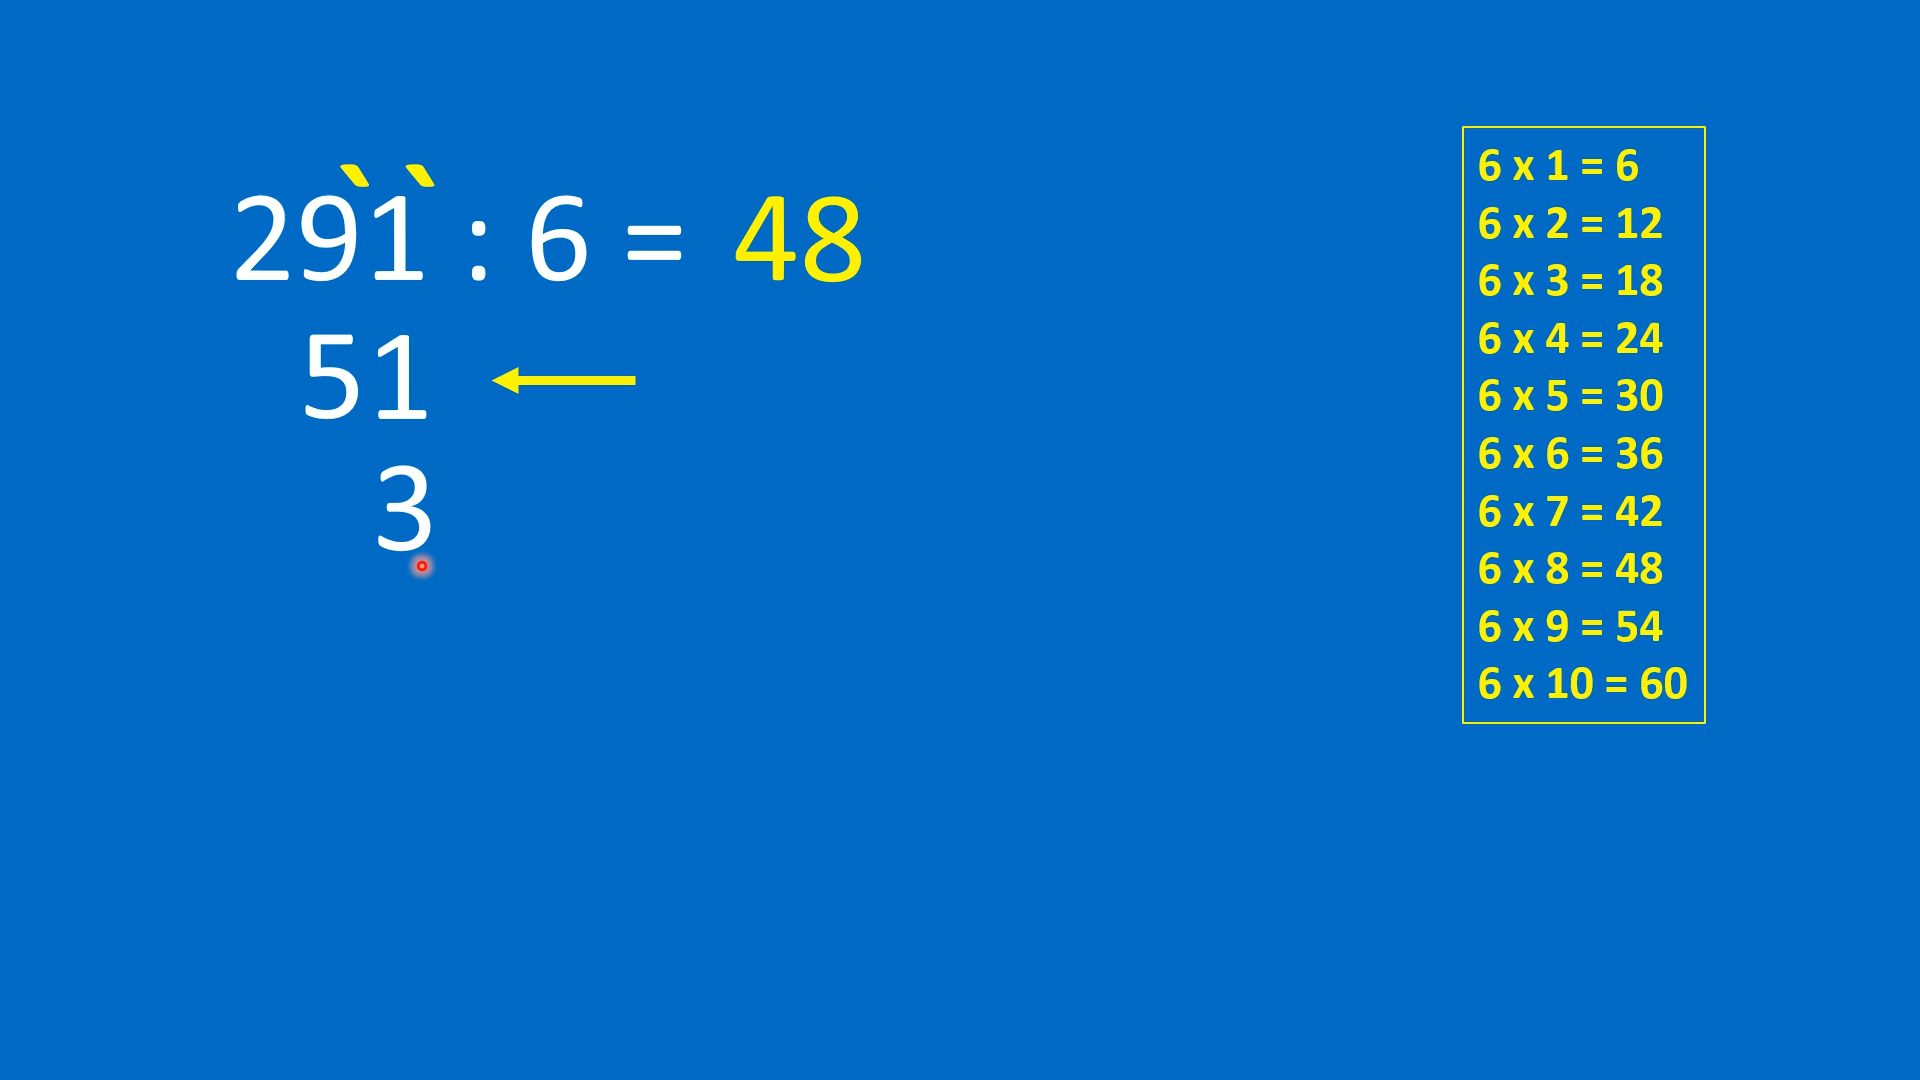 291 : 6 = 48
51
3
6 x 1 = 6
6 x 2 = 12
6 x 3 = 18
6 x 4 = 24
6 x 5 = 30
6 x 6 = 36
6 x 7 = 42
6 x 8 = 48
6 x 9 = 54
6 x 10 = 60